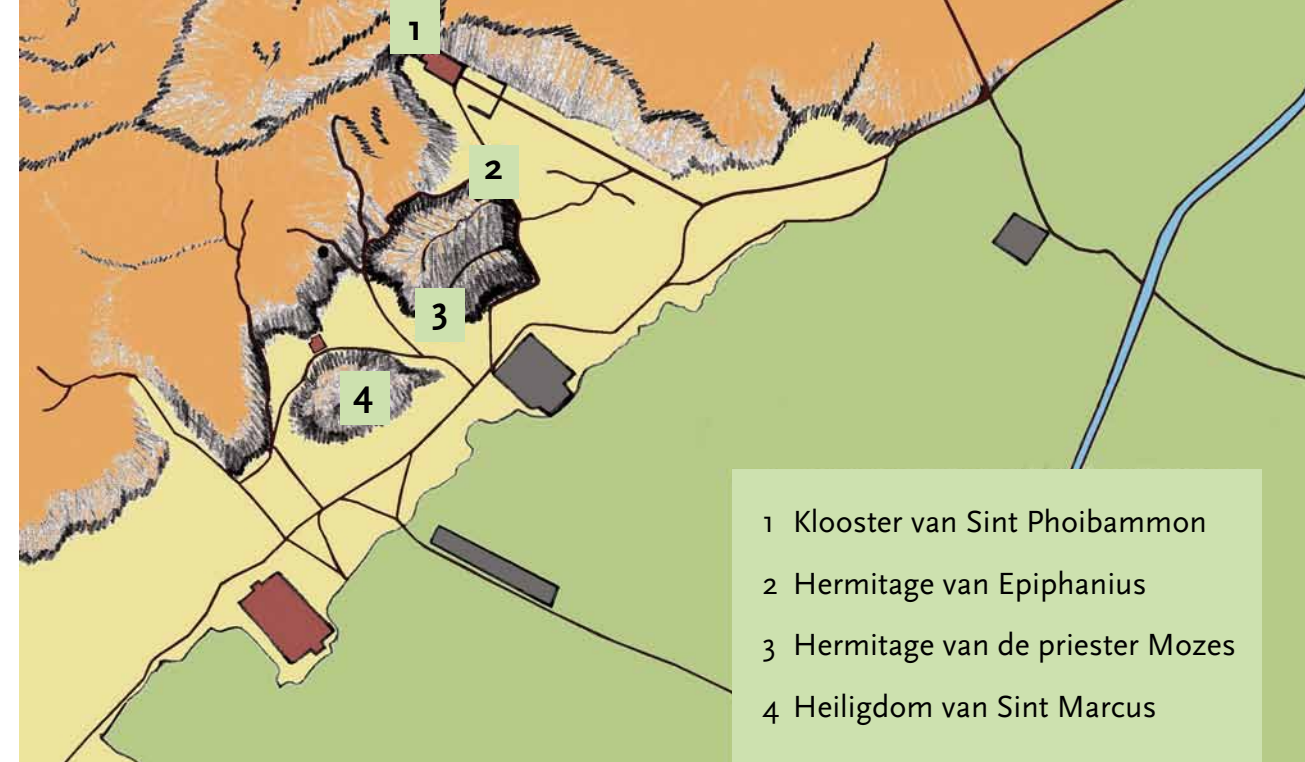 1
2
3
4
1 Klooster van Sint Phoibammon
2 Hermitage van Epiphanius
3 Hermitage van de priester Mozes
4 Heiligdom van Sint Marcus